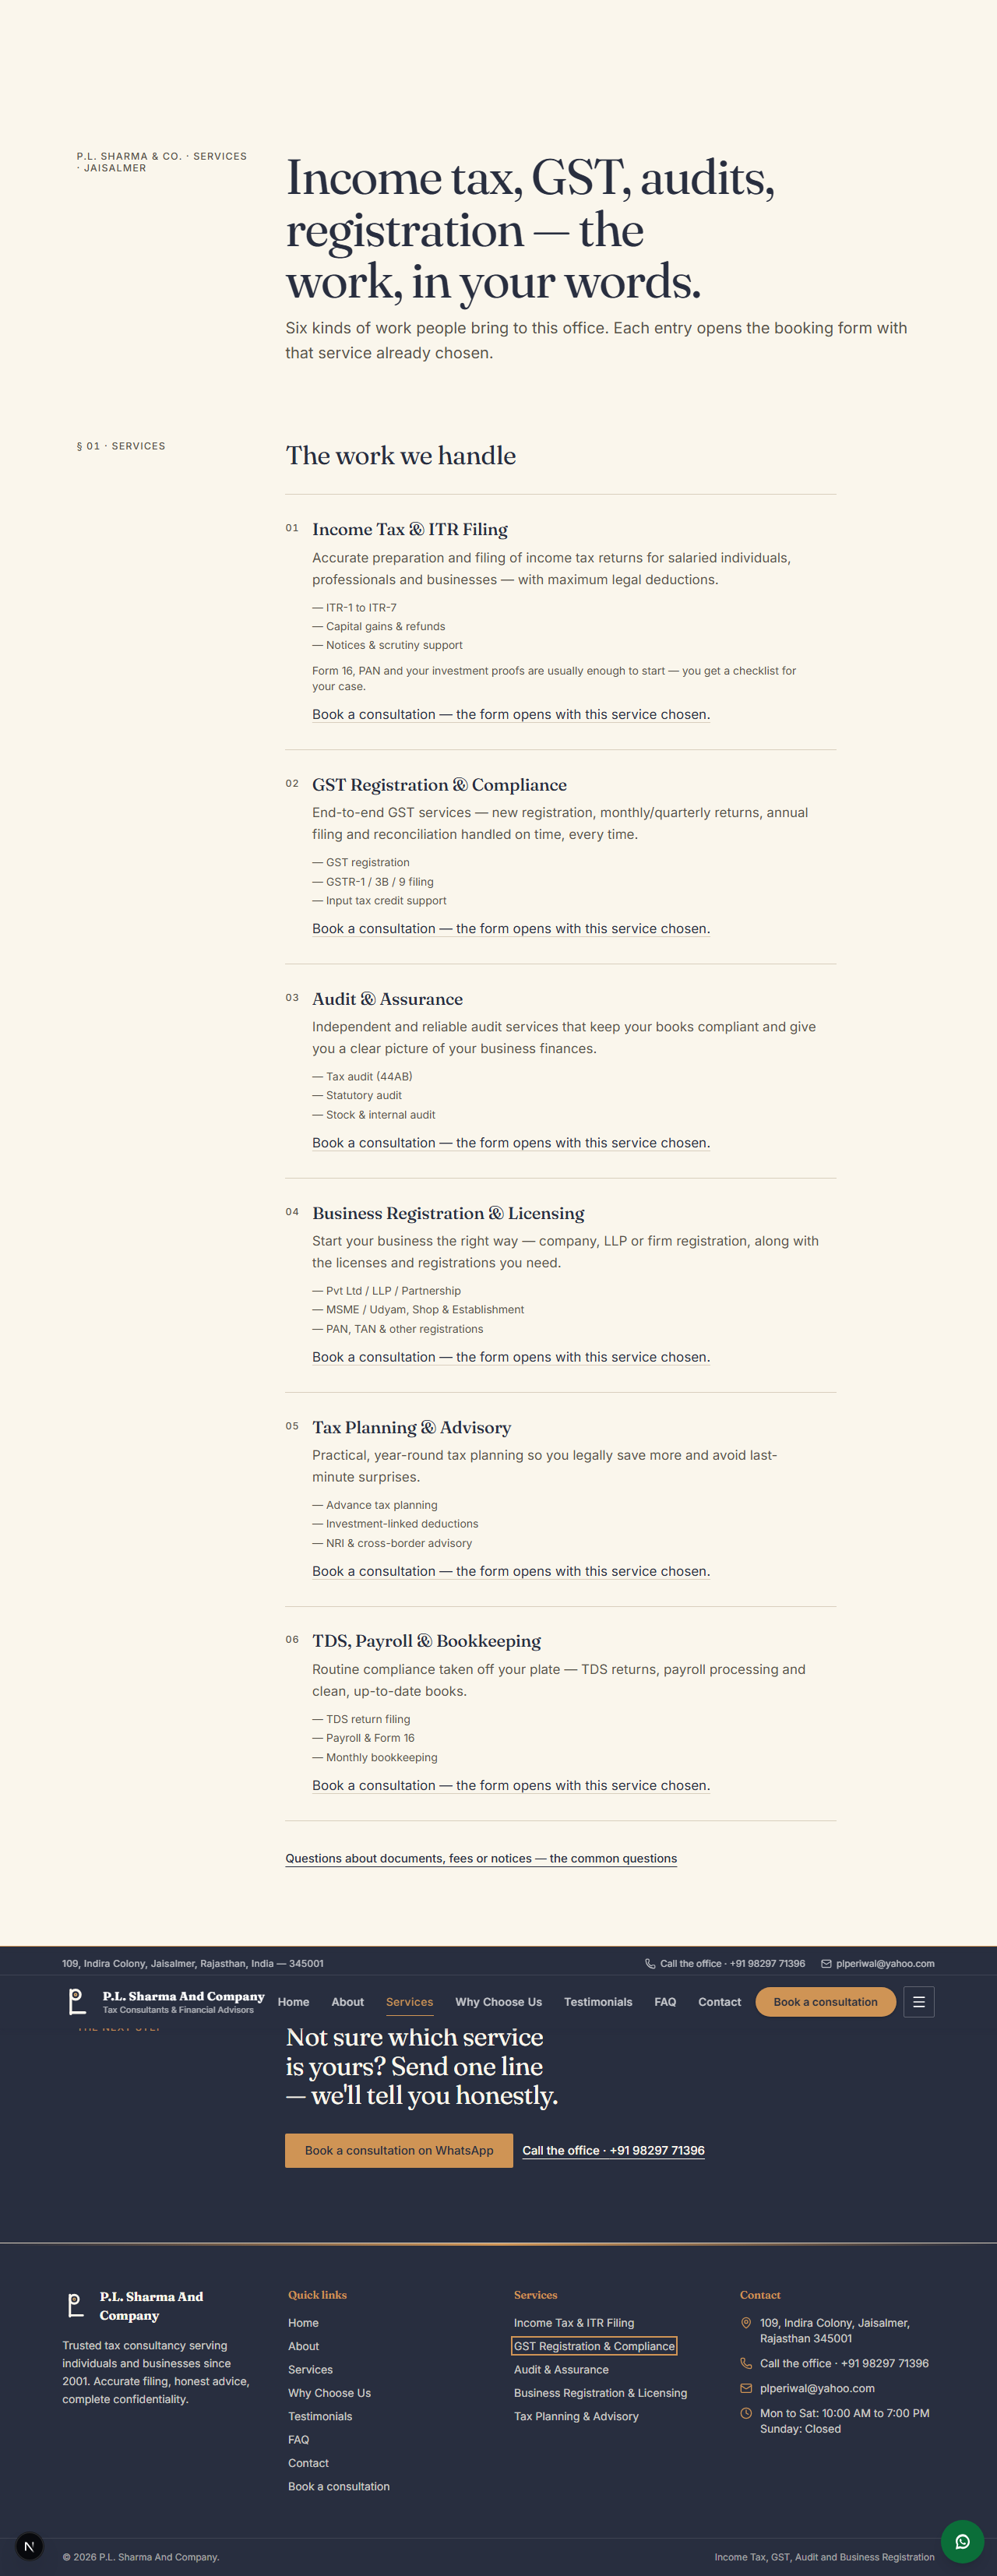 P.L. SHARMA & CO. · SERVICES
· JAISALMER
Income tax, GST, audits,
registration — the
work, in your words.
Six kinds of work people bring to this office. Each entry opens the booking form with
that service already chosen.
§ 01 · SERVICES
The work we handle
01 Income Tax & ITR Filing
Accurate preparation and filing of income tax returns for salaried individuals,
professionals and businesses — with maximum legal deductions.
— ITR-1 to ITR-7
— Capital gains & refunds
— Notices & scrutiny support
Form 16, PAN and your investment proofs are usually enough to start — you get a checklist for
your case.
Book a consultation — the form opens with this service chosen.
02 GST Registration & Compliance
End-to-end GST services — new registration, monthly/quarterly returns, annual
filing and reconciliation handled on time, every time.
— GST registration
— GSTR-1 / 3B / 9 filing
— Input tax credit support
Book a consultation — the form opens with this service chosen.
03 Audit & Assurance
Independent and reliable audit services that keep your books compliant and give
you a clear picture of your business finances.
— Tax audit (44AB)
— Statutory audit
— Stock & internal audit
Book a consultation — the form opens with this service chosen.
04 Business Registration & Licensing
Start your business the right way — company, LLP or firm registration, along with
the licenses and registrations you need.
— Pvt Ltd / LLP / Partnership
— MSME / Udyam, Shop & Establishment
— PAN, TAN & other registrations
Book a consultation — the form opens with this service chosen.
05 Tax Planning & Advisory
Practical, year-round tax planning so you legally save more and avoid last-
minute surprises.
— Advance tax planning
— Investment-linked deductions
— NRI & cross-border advisory
Book a consultation — the form opens with this service chosen.
06 TDS, Payroll & Bookkeeping
Routine compliance taken off your plate — TDS returns, payroll processing and
clean, up-to-date books.
— TDS return filing
— Payroll & Form 16
— Monthly bookkeeping
Book a consultation — the form opens with this service chosen.
Questions about documents, fees or notices — the common questions
109, Indira Colony, Jaisalmer, Rajasthan, India — 345001
Call the office · +91 98297 71396
plperiwal@yahoo.com
P.L. Sharma And Company
Tax Consultants & Financial Advisors
Home About Services Why Choose Us Testimonials FAQ Contact Book a consultation
THE NEXT STEP
Not sure which service
is yours? Send one line
— we'll tell you honestly.
Book a consultation on WhatsApp
Call the office · +91 98297 71396
P.L. Sharma And
Company
Trusted tax consultancy serving
individuals and businesses since
2001. Accurate filing, honest advice,
complete confidentiality.
Quick links
Home
About
Services
Why Choose Us
Testimonials
FAQ
Contact
Book a consultation
Services
Income Tax & ITR Filing
GST Registration & Compliance
Audit & Assurance
Business Registration & Licensing
Tax Planning & Advisory
Contact
109, Indira Colony, Jaisalmer,
Rajasthan 345001
Call the office · +91 98297 71396
plperiwal@yahoo.com
Mon to Sat: 10:00 AM to 7:00 PM
Sunday: Closed
N
© 2026 P.L. Sharma And Company.
Income Tax, GST, Audit and Business Registration